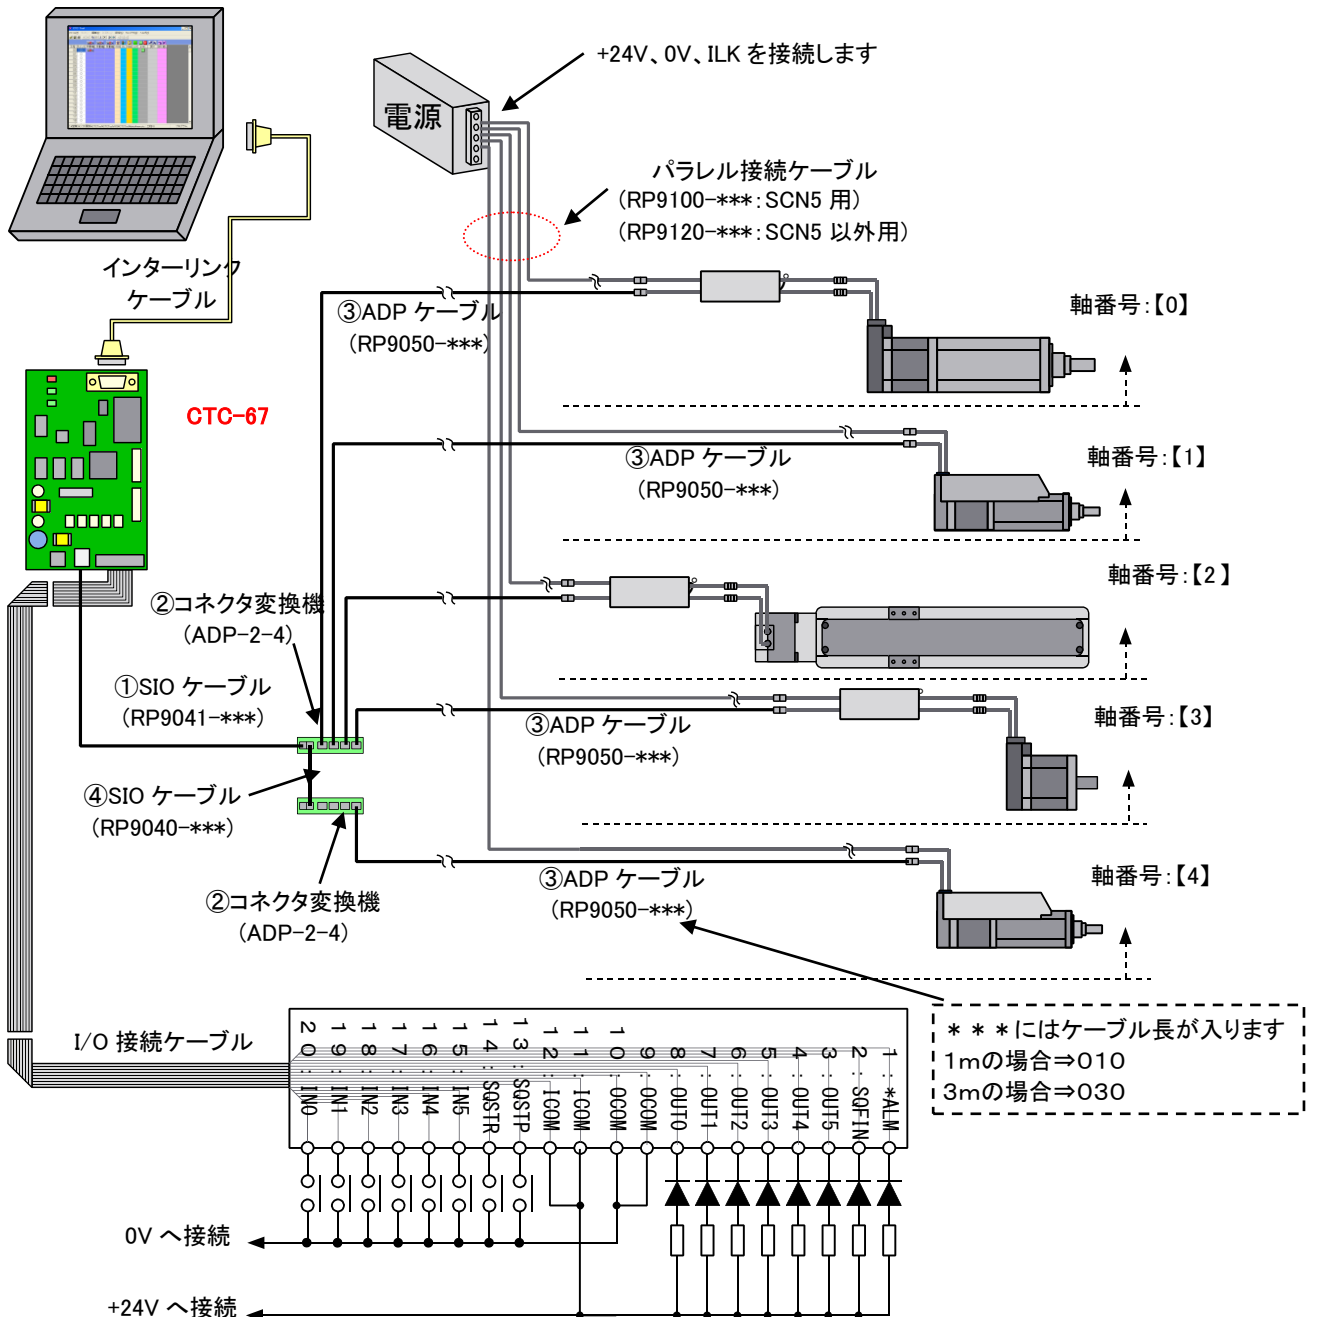 +24V、0V、ILK を接続します
電源
パラレル接続ケーブル
(RP9100-***:SCN5 用)
(RP9120-***:SCN5 以外用)
インターリンク
ケーブル
③ADP ケーブル
(RP9050-***)
軸番号:【0】
CTC-67
③ADP ケーブル
(RP9050-***)
軸番号:【1】
②コネクタ変換機
(ADP-2-4)
軸番号:【2 】
①SIO ケーブル
(RP9041-***)
③ADP ケーブル
(RP9050-***)
軸番号:【3】
④SIO ケーブル
(RP9040-***)
②コネクタ変換機
(ADP-2-4)
③ADP ケーブル
(RP9050-***)
軸番号:【4】
I/O 接続ケーブル
20:IN0
19:IN1
18:IN2
17:IN3
16:IN4
15:IN5
14:SQSTR
13:SQSTP
12:ICOM
11:ICOM
10:OCOM
9:OCOM
8:OUT0
7:OUT1
6:OUT2
5:OUT3
4:OUT4
3:OUT5
2:SQFIN
1:*ALM
＊＊＊にはケーブル長が入ります
1mの場合⇒010
3mの場合⇒030
0V へ接続
+24V へ接続